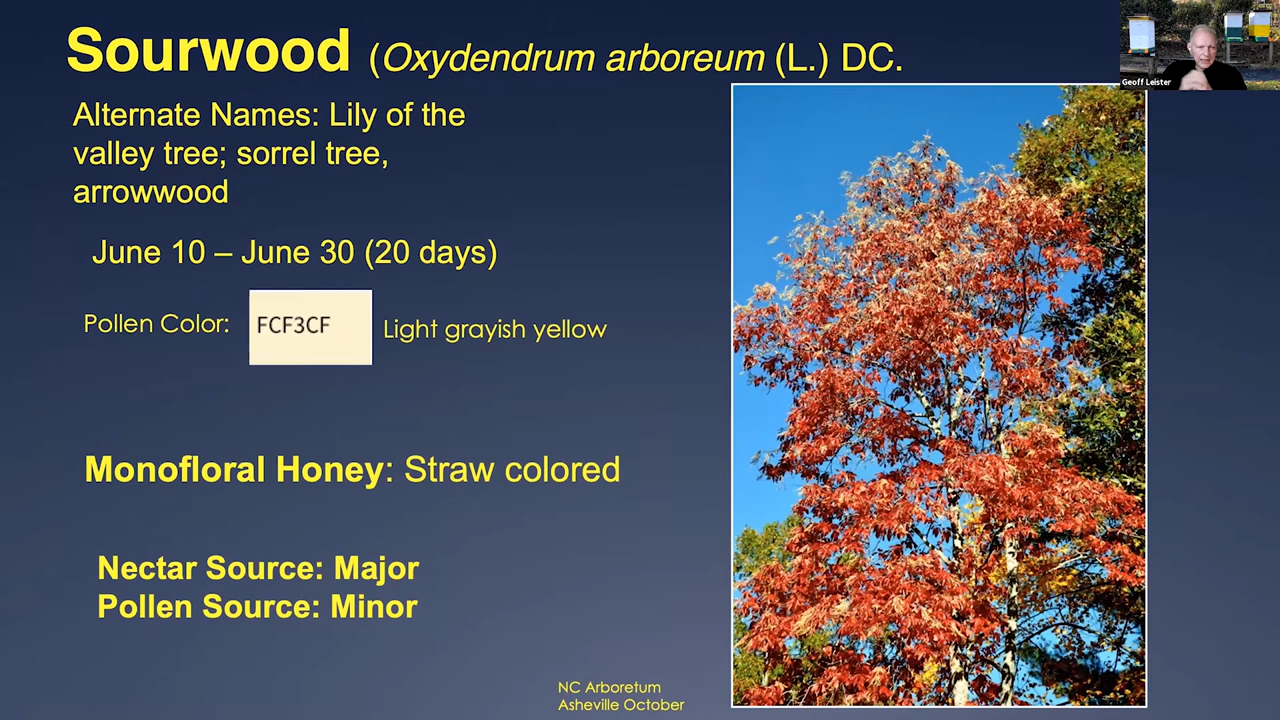 Sourwood (Oxydendrum arboreum (L.) DC.
Geoff Leister
Alternate Names: Lily of the
valley tree; sorrel tree,
arrowwood
June 10 – June 30 (20 days)
Pollen Color: FCF3CF Light grayish yellow
Monofloral Honey: Straw colored
Nectar Source: Major
Pollen Source: Minor
NC Arboretum
Asheville October